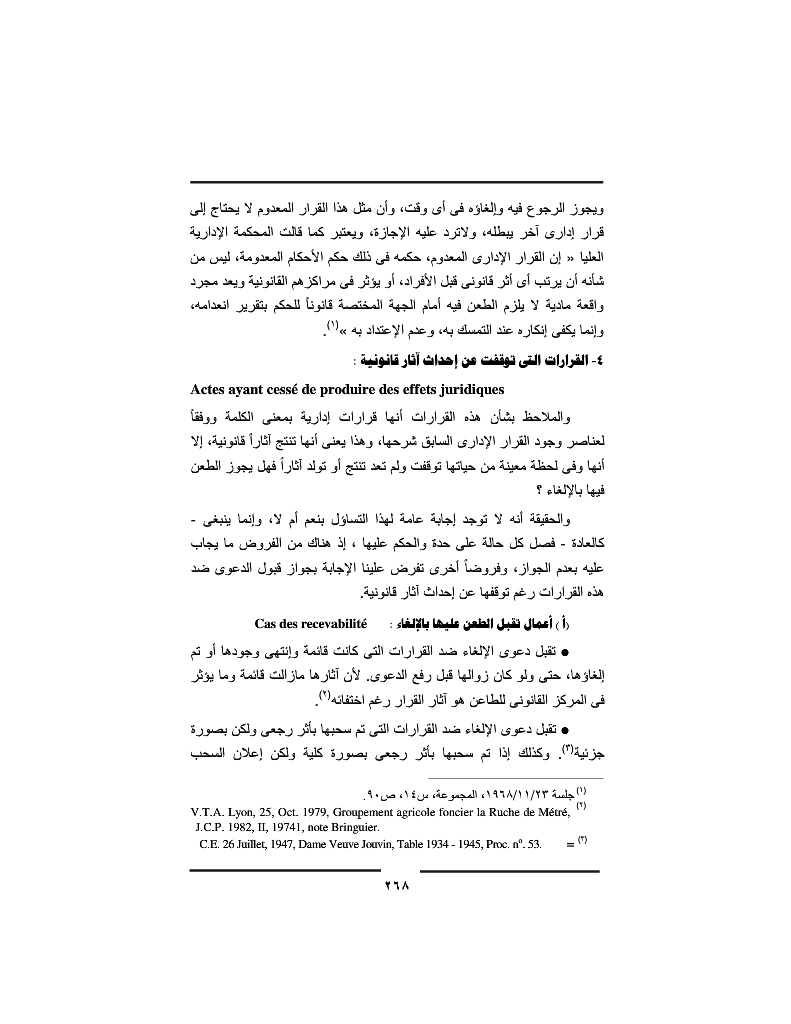 ويجوز الرجوع فيه وإلغاؤه فى أى وقت، وأن مثل هذا القرار المعدوم لا يحتاج إلى
قرار إدارى آخر يبطله، ولاترد عليه الإجازة، ويعتبر كما قالت المحكمة الإدارية
العليا « إن القرار الإدارى المعدوم، حكمه فى ذلك حكم الأحكام المعدومة، ليس من
شأنه أن يرتب أى أثر قانونى قبل الأفراد، أو يؤثر فى مراكزهم القانونية ويعد مجرد
واقعة مادية لا يلزم الطعن فيه أمام الجهة المختصة قانوناً للحكم بتقرير انعدامه،
وإنما يكفى إنكاره عند التمسك به، وعدم الإعتداد به »(١).
٤- القرارات التى توقفت عن إحداث آثار قانونية :
Actes ayant cessé de produire des effets juridiques
والملاحظ بشأن هذه القرارات أنها قرارات إدارية بمعنى الكلمة ووفقاً
لعناصر وجود القرار الإدارى السابق شرحها، وهذا يعنى أنها تنتج آثاراً قانونية، إلا
أنها وفى لحظة معينة من حياتها توقفت ولم تعد تنتج أو تولد آثاراً فهل يجوز الطعن
فيها بالإلغاء ؟
والحقيقة أنه لا توجد إجابة عامة لهذا التساؤل بنعم أم لا، وإنما ينبغى -
كالعادة - فصل كل حالة على حدة والحكم عليها ، إذ هناك من الفروض ما يجاب
عليه بعدم الجواز، وفروضاً أخرى تفرض علينا الإجابة بجواز قبول الدعوى ضد
هذه القرارات رغم توقفها عن إحداث آثار قانونية.
(أ) أعمال تقبل الطعن عليها بالإلغاء : Cas des recevabilité
● تقبل دعوى الإلغاء ضد القرارات التى كانت قائمة وإنتهى وجودها أو تم
إلغاؤها، حتى ولو كان زوالها قبل رفع الدعوى. لأن آثارها مازالت قائمة وما يؤثر
فى المركز القانونى للطاعن هو آثار القرار رغم اختفائه(٢).
● تقبل دعوى الإلغاء ضد القرارات التى تم سحبها بأثر رجعى ولكن بصورة
جزئية(٣). وكذلك إذا تم سحبها بأثر رجعى بصورة كلية ولكن إعلان السحب
(١) جلسة ١٩٦٨/١١/٢٣، المجموعة، س١٤، ص٩٠.
(٢) V.T.A. Lyon, 25, Oct. 1979, Groupement agricole foncier la Ruche de Métré,
J.C.P. 1982, II, 19741, note Bringuier.
(٣) = C.E. 26 Juillet, 1947, Dame Veuve Jouvin, Table 1934 - 1945, Proc. nº. 53.
٢٦٨